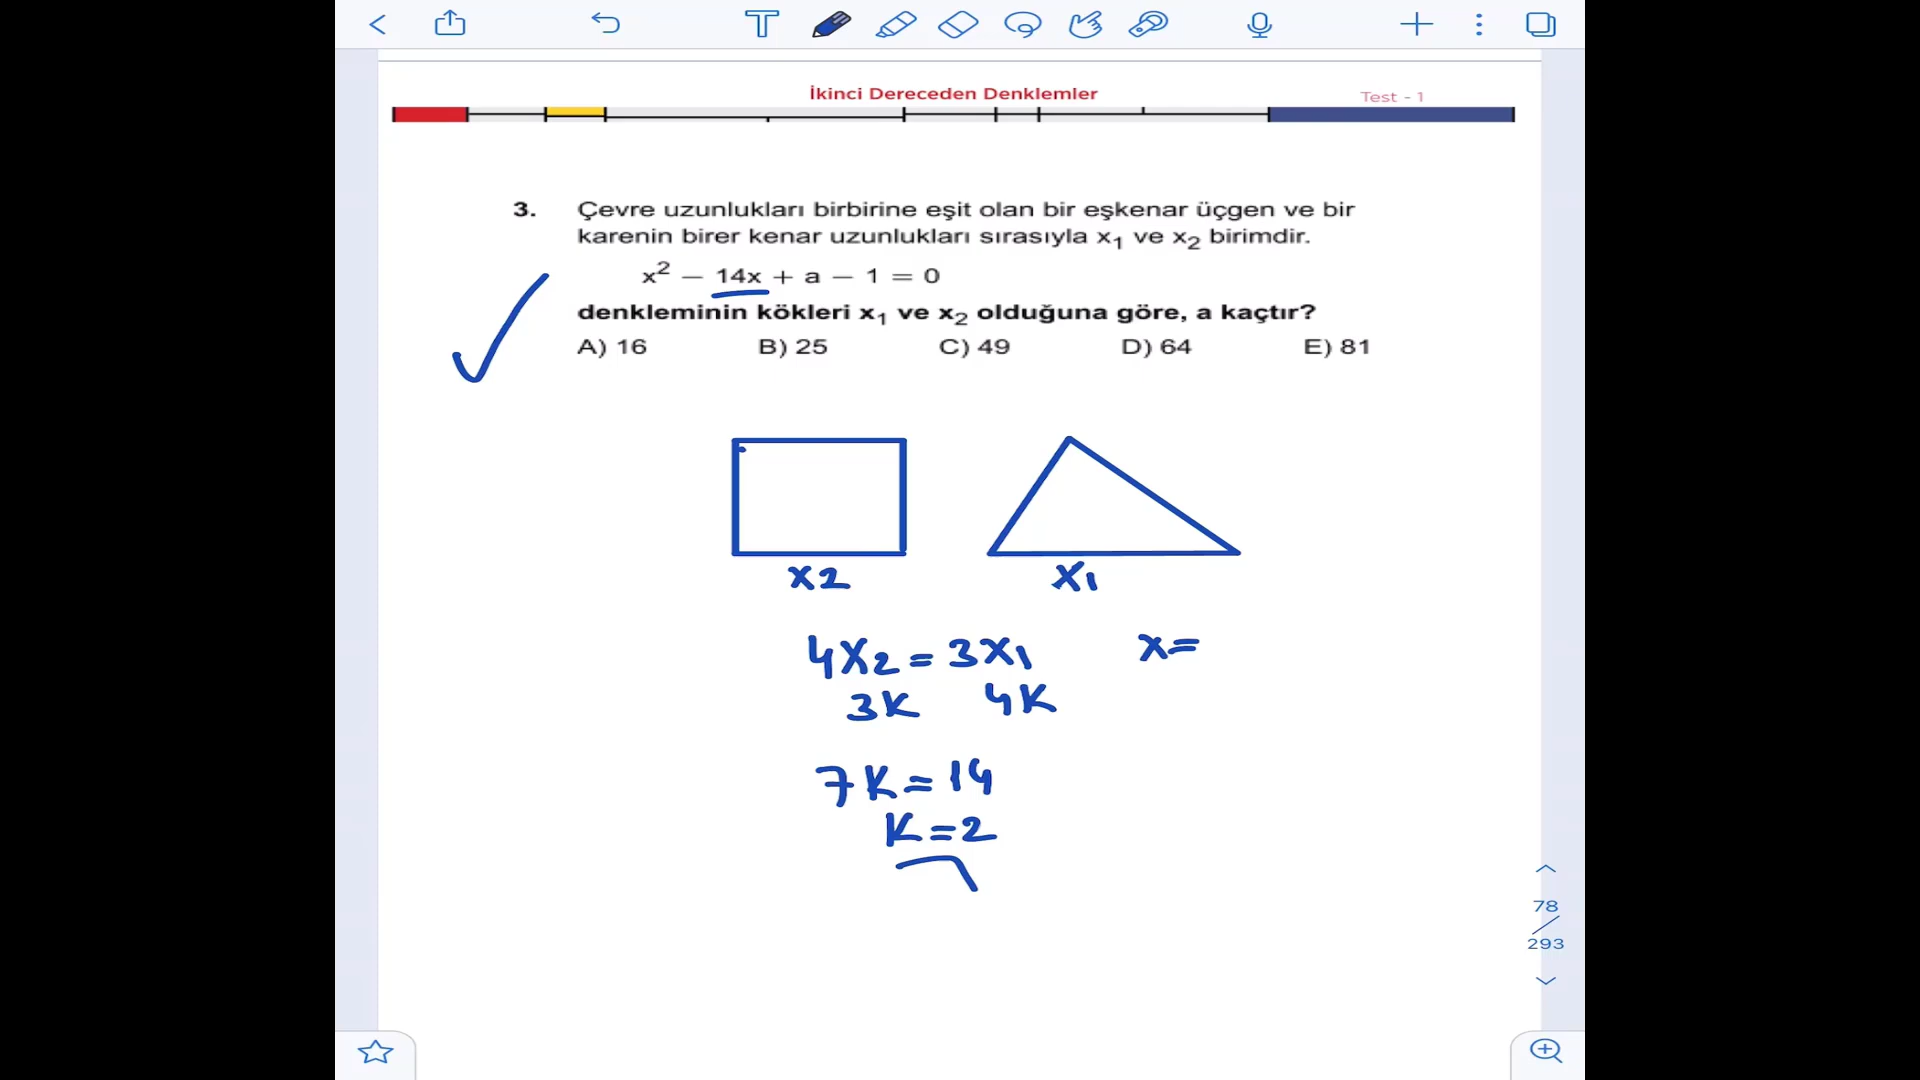 İkinci Dereceden Denklemler
Test - 1
3. Çevre uzunlukları birbirine eşit olan bir eşkenar üçgen ve bir
karenin birer kenar uzunlukları sırasıyla x₁ ve x₂ birimdir.
x² − 14x + a − 1 = 0
denkleminin kökleri x₁ ve x₂ olduğuna göre, a kaçtır?
A) 16 B) 25 C) 49 D) 64 E) 81
x2 x1
4x2 = 3x1 x=
3K 4K
7K = 14
K = 2
78
293